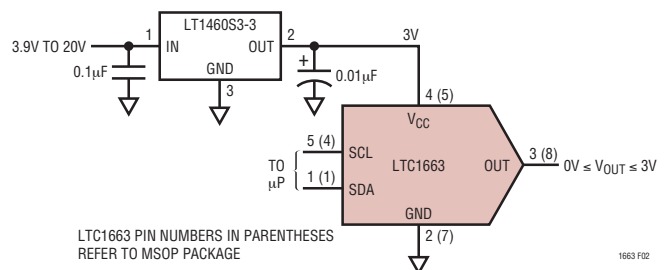 LT1460S3-3
3.9V TO 20V
1
IN
OUT
2
3V
GND
3
0.1µF
+
0.01µF
4 (5)
VCC
TO
µP
5 (4)
SCL
1 (1)
SDA
LTC1663
OUT
3 (8)
0V ≤ VOUT ≤ 3V
GND
2 (7)
LTC1663 PIN NUMBERS IN PARENTHESES
REFER TO MSOP PACKAGE
1663 F02